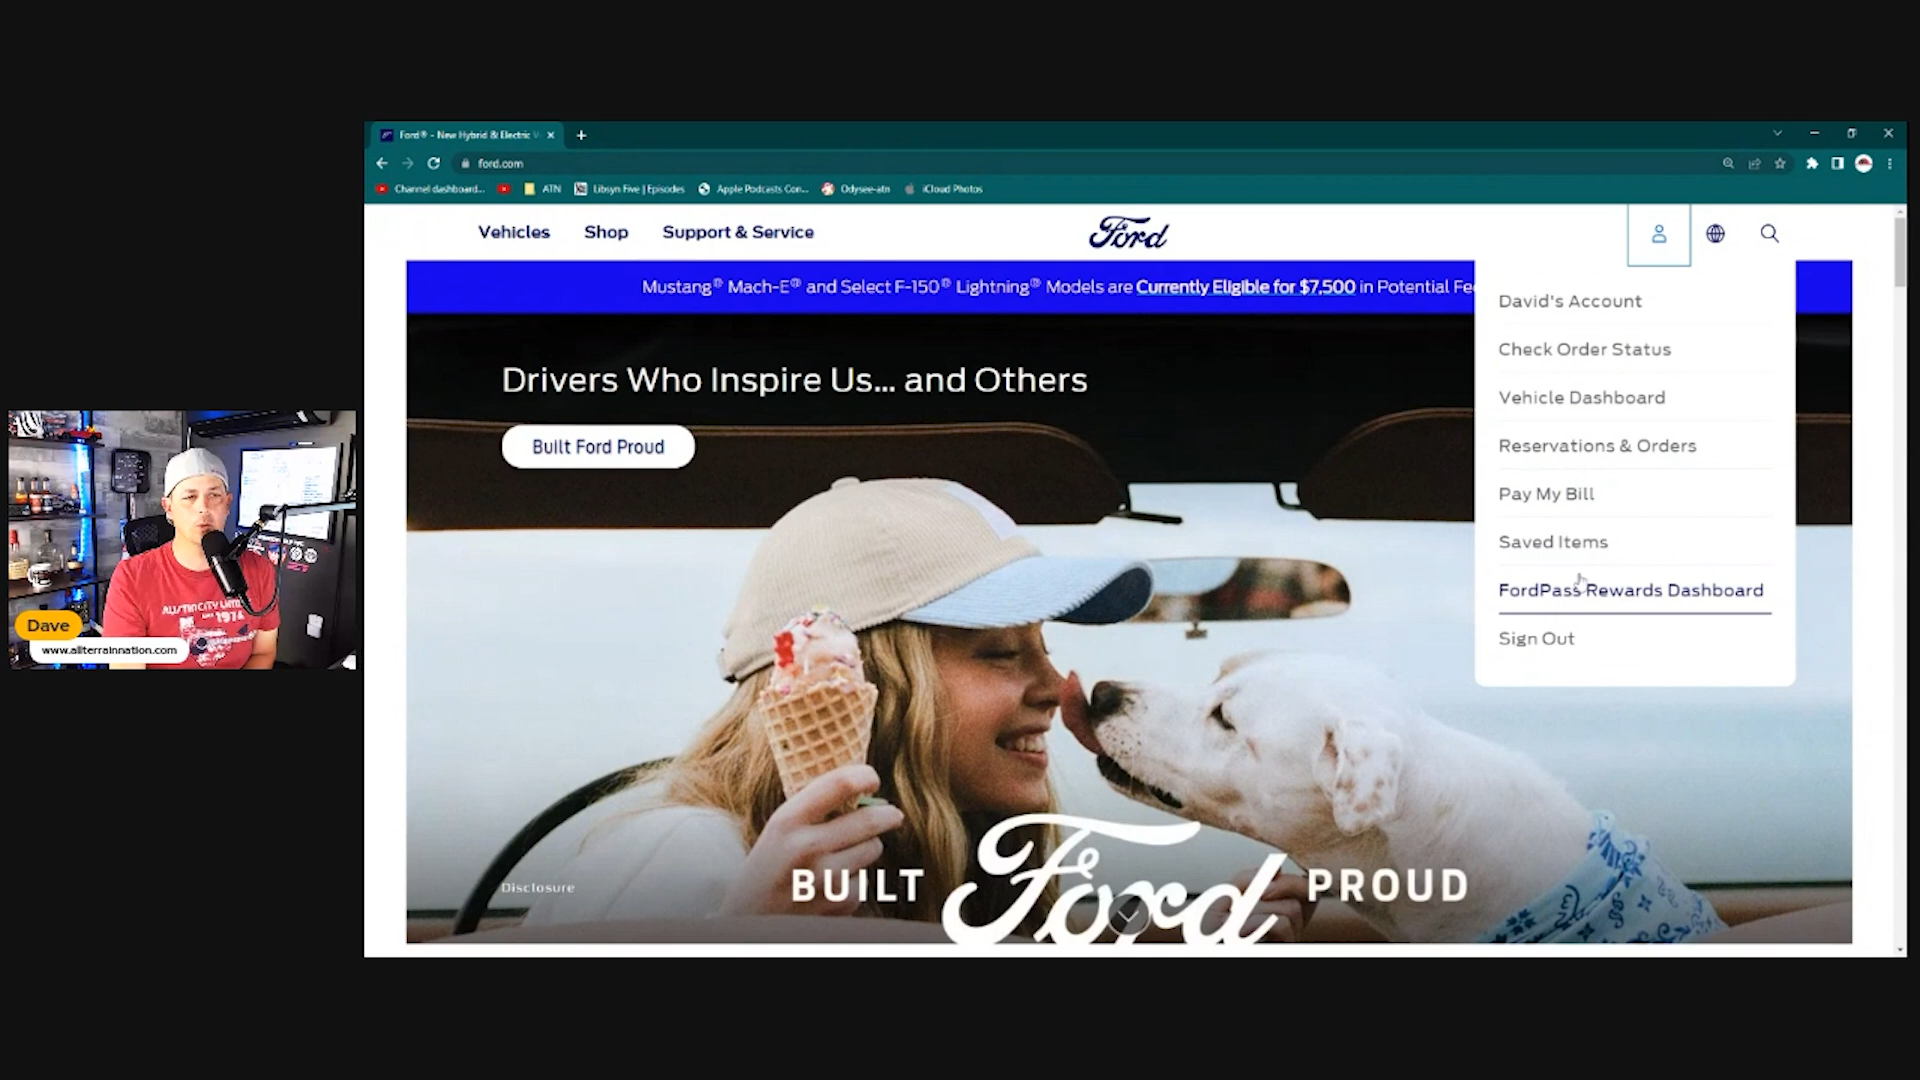 Ford® - New Hybrid & Electric V
ford.com
Channel dashboard...
ATN
Libsyn Five | Episodes
Apple Podcasts Con...
Odysee-atn
iCloud Photos
Vehicles
Shop
Support & Service
Ford
Mustang® Mach-E® and Select F-150® Lightning® Models are Currently Eligible for $7,500 in Potential Fe
David's Account
Check Order Status
Vehicle Dashboard
Reservations & Orders
Pay My Bill
Saved Items
FordPass Rewards Dashboard
Sign Out
Drivers Who Inspire Us... and Others
Built Ford Proud
AUSTIN CITY LIMITS
1974
Dave
www.allterrainnation.com
Disclosure
BUILT Ford PROUD